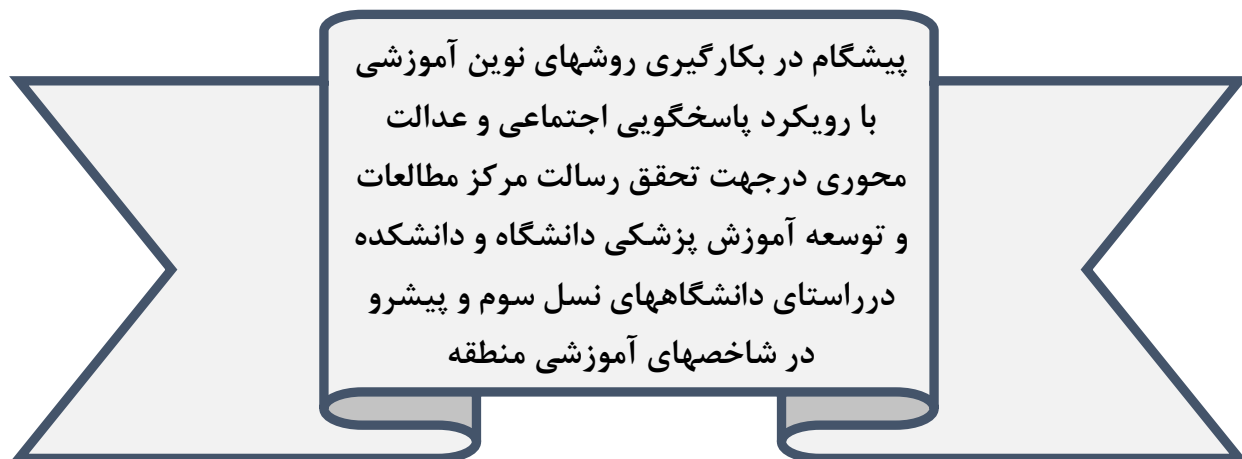 پیشگام در بکارگیری روشهای نوین آموزشی
با رویکرد پاسخگویی اجتماعی و عدالت
محوری درجهت تحقق رسالت مرکز مطالعات
و توسعه آموزش پزشکی دانشگاه و دانشکده
درراستای دانشگاههای نسل سوم و پیشرو
در شاخصهای آموزشی منطقه